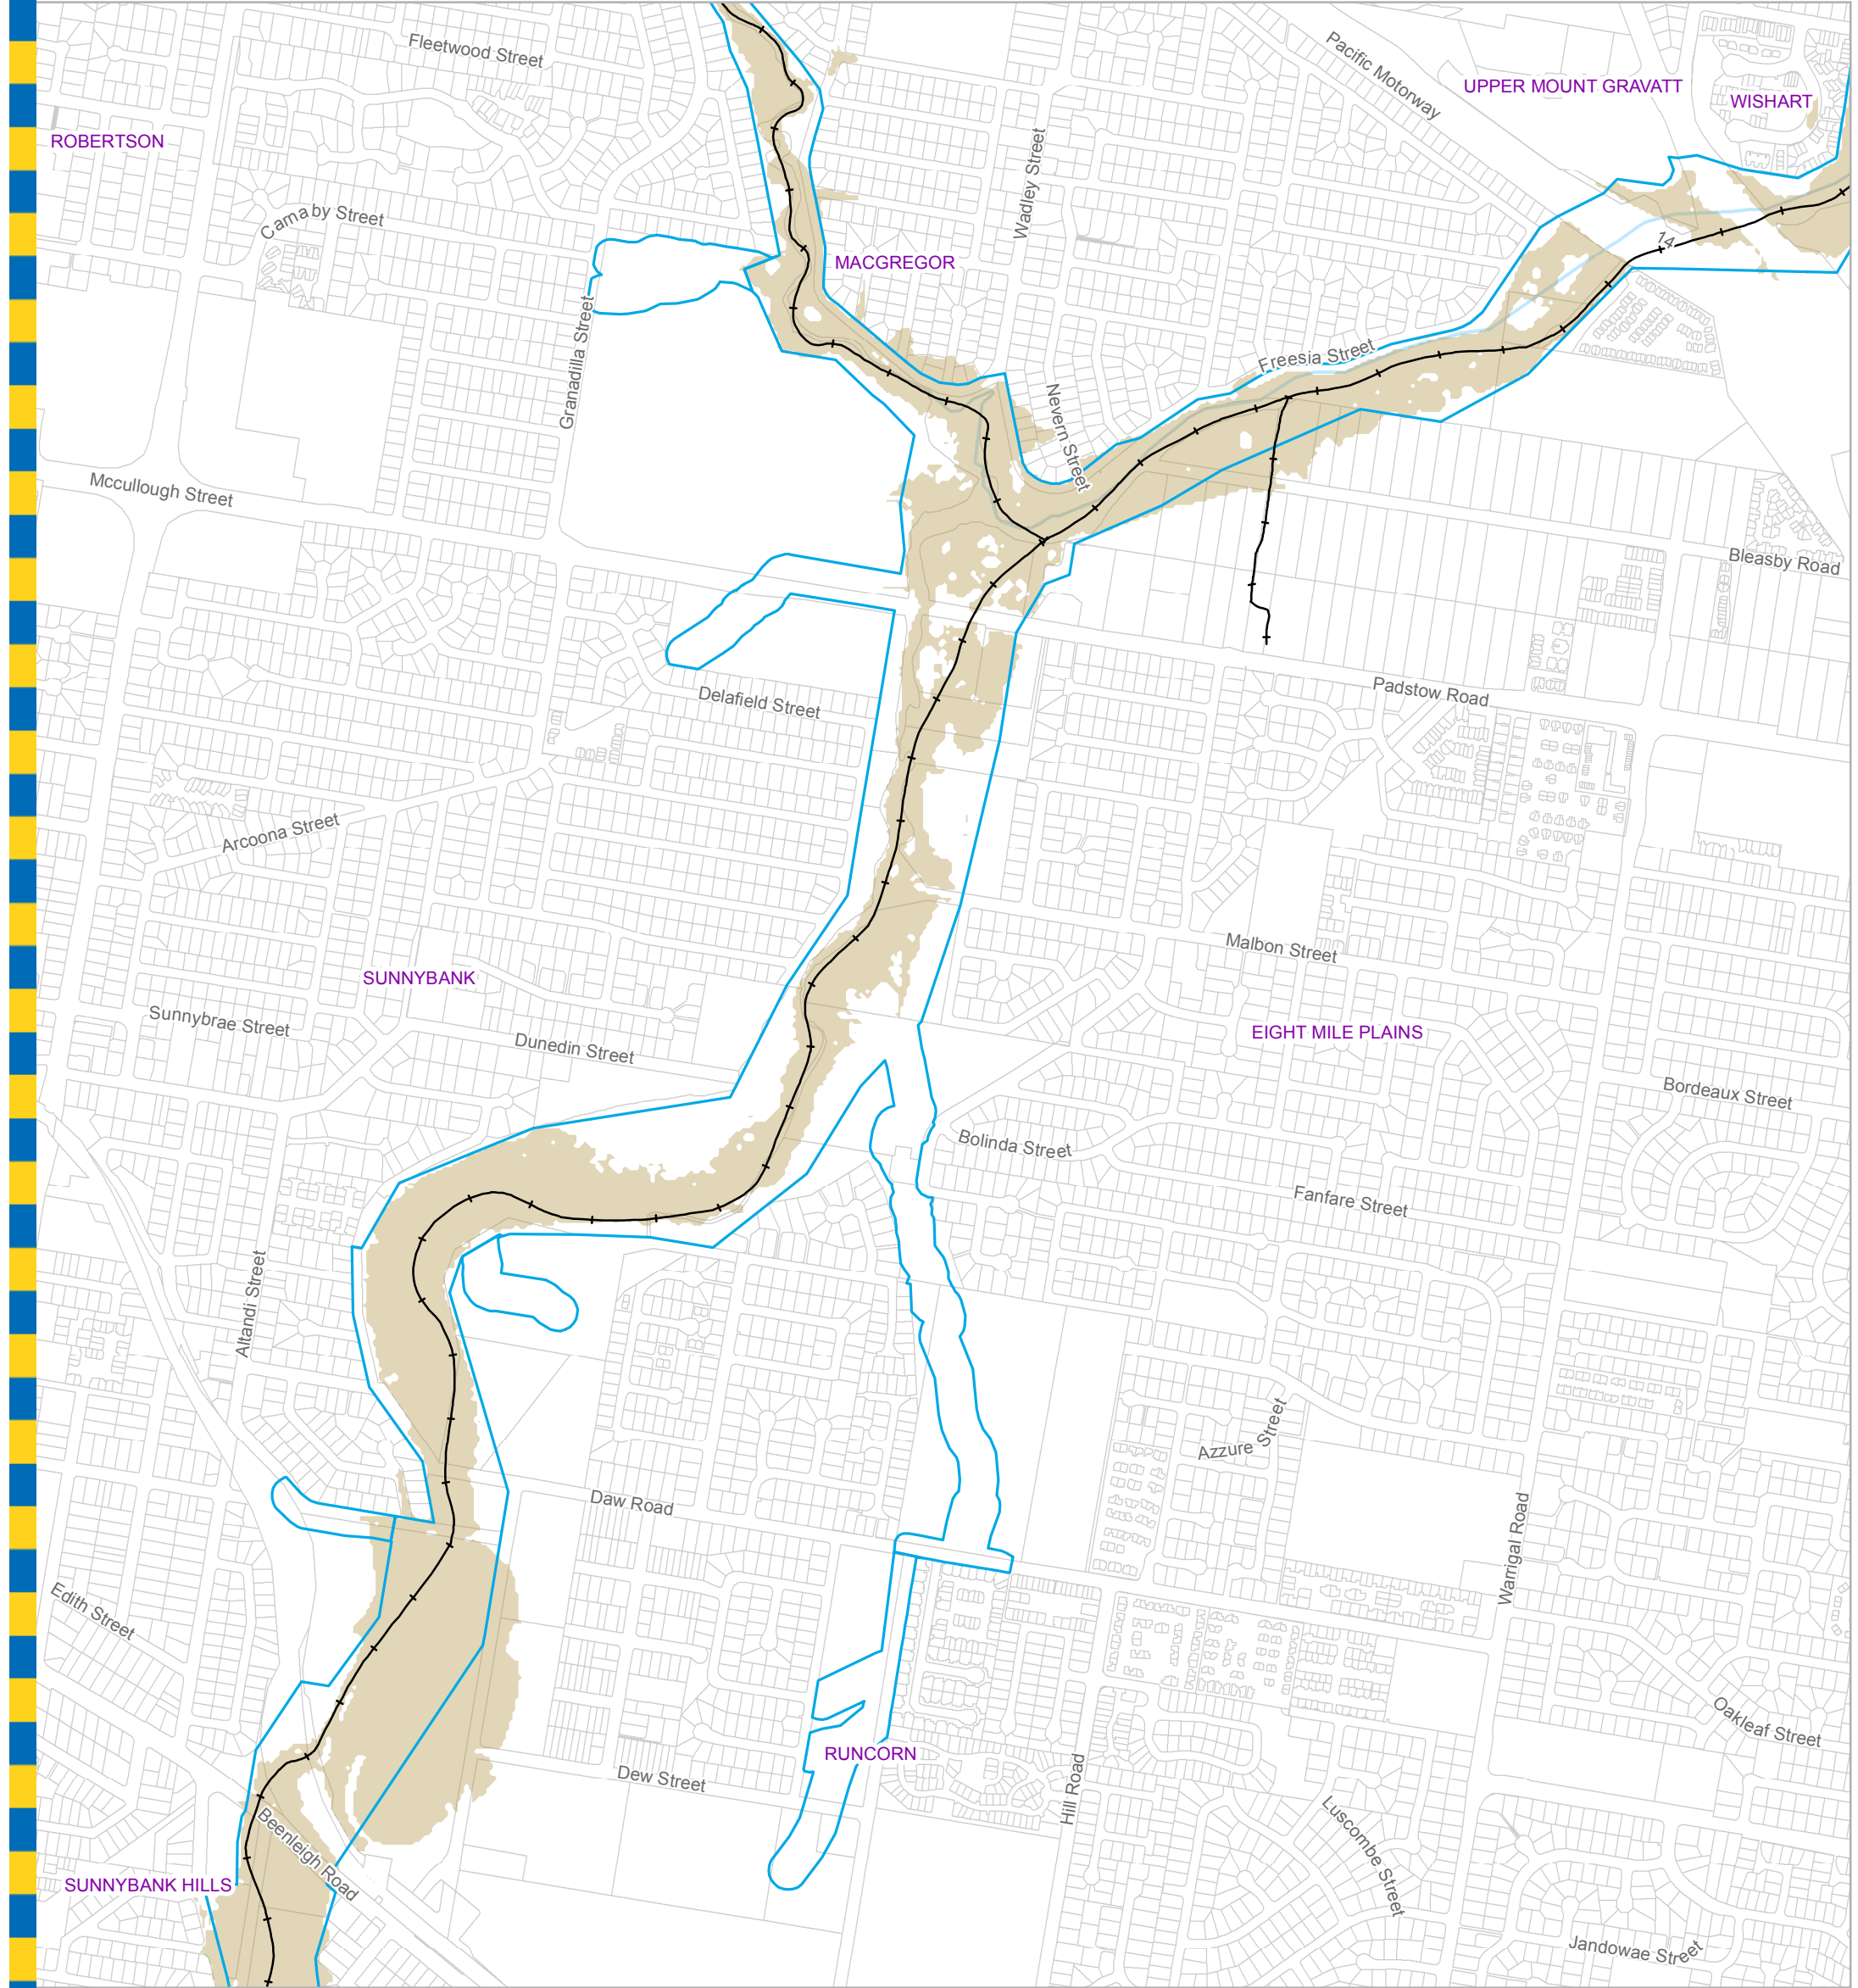 Fleetwood Street
Pacific Motorway
UPPER MOUNT GRAVATT
WISHART
ROBERTSON
Wadley Street
Carnaby Street
14
MACGREGOR
Granadilla Street
Freesia Street
Nevern Street
Mccullough Street
Bleasby Road
Delafield Street
Padstow Road
Arcoona Street
Malbon Street
SUNNYBANK
Sunnybrae Street
Dunedin Street
EIGHT MILE PLAINS
Bordeaux Street
Bolinda Street
Fanfare Street
Altandi Street
Azzure Street
Daw Road
Warrigal Road
Edith Street
Oakleaf Street
RUNCORN
Dew Street
Hill Road
Luscombe Street
Beenleigh Road
SUNNYBANK HILLS
Jandowae Street